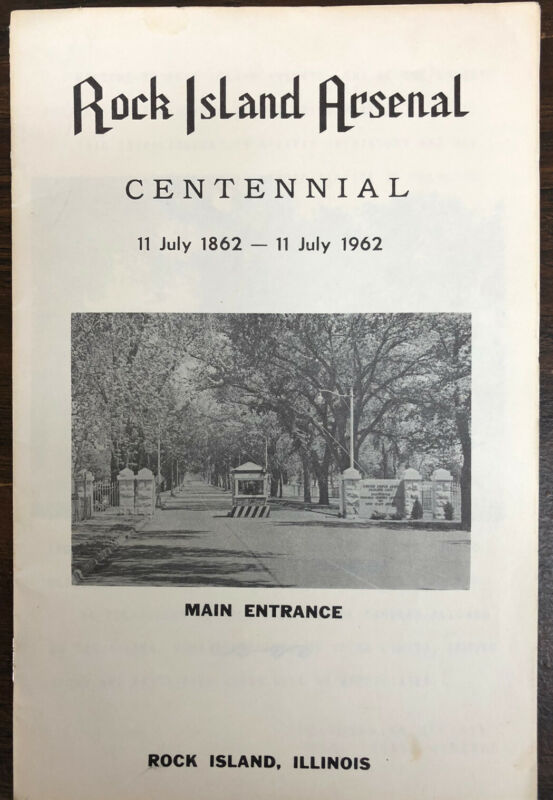 Rock Island Arsenal
CENTENNIAL
11 July 1862 — 11 July 1962
MAIN ENTRANCE
ROCK ISLAND, ILLINOIS